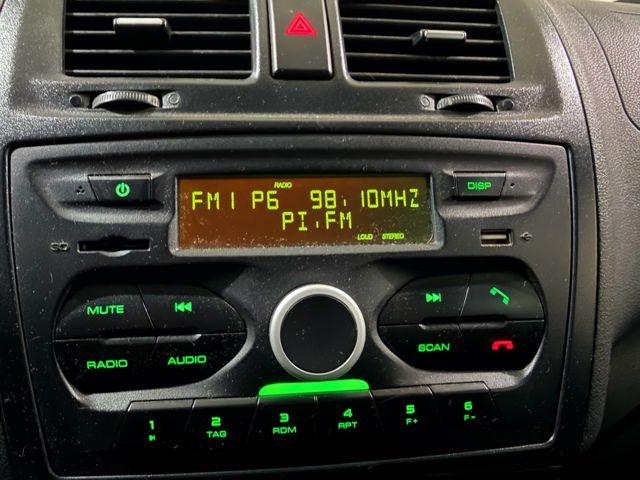 RADIO
FM1 P6 98.10MHZ
PI.FM
LOUD STEREO
DISP
SD
MUTE
RADIO
AUDIO
SCAN
1
2 TAG
3 RDM
4 RPT
5 F+
6 F-